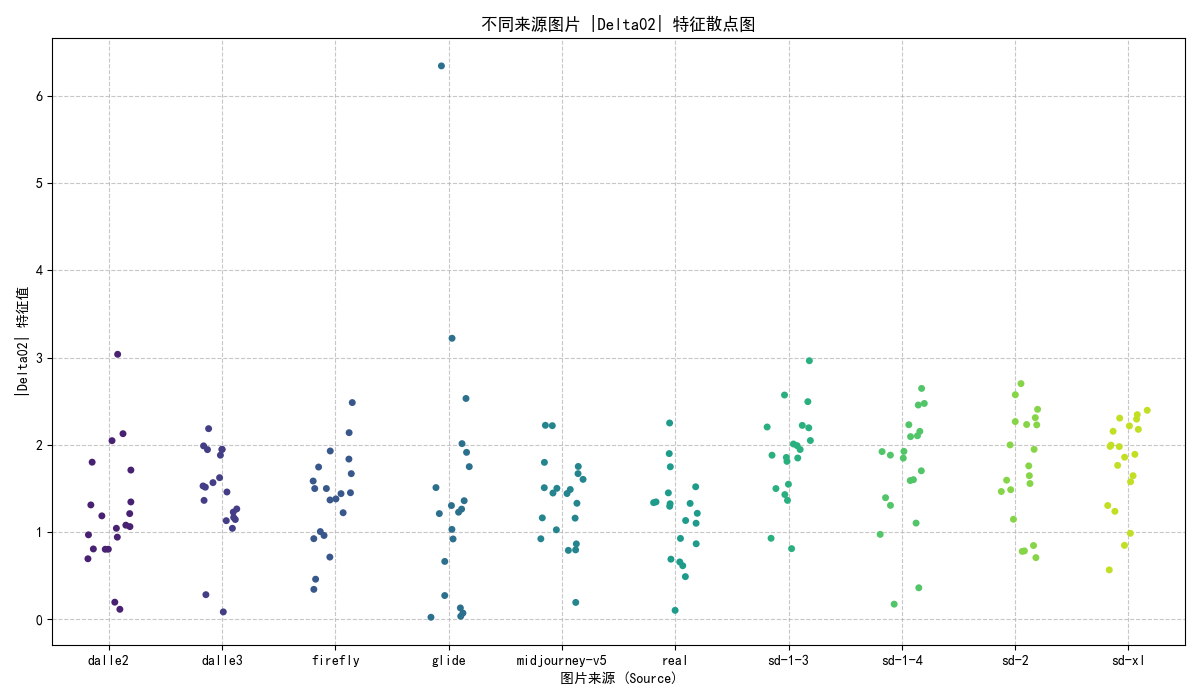 不同来源图片 |Delta02| 特征散点图
|Delta02| 特征值
6
5
4
3
2
1
0
dalle2 dalle3 firefly glide midjourney-v5 real sd-1-3 sd-1-4 sd-2 sd-xl
图片来源 (Source)